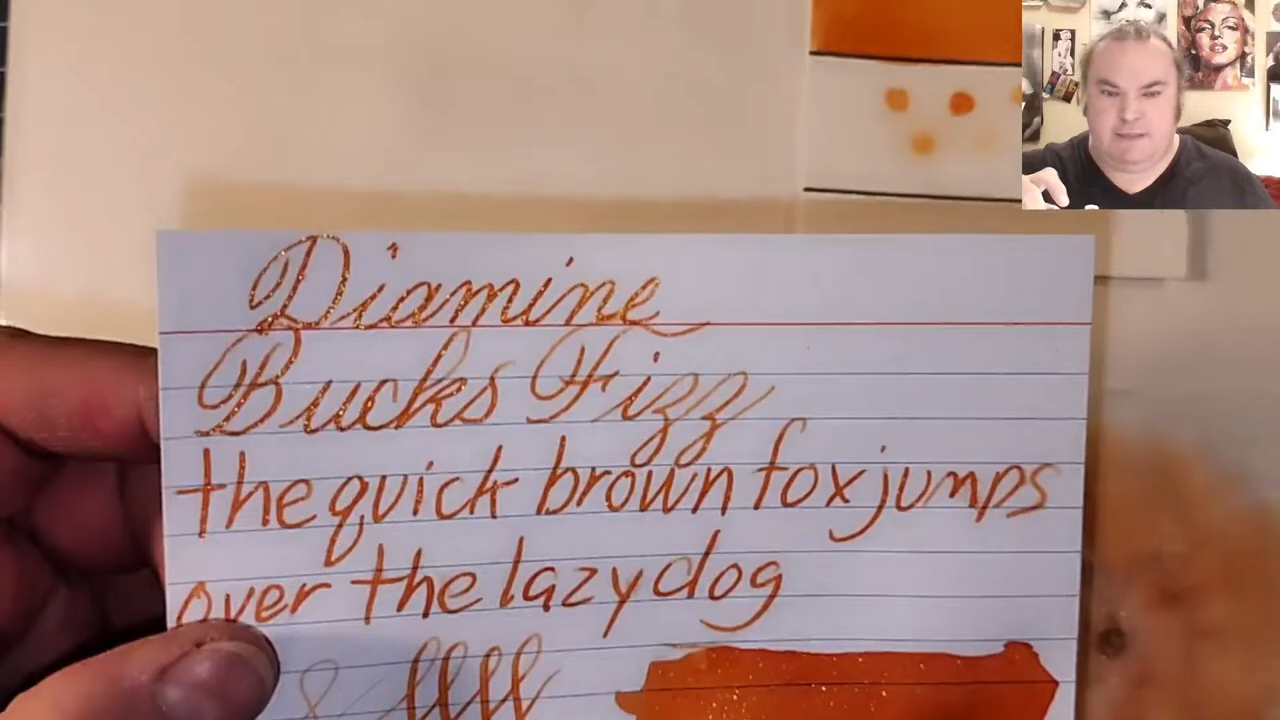 Diamine
Bucks Fizz
the quick brown fox jumps
over the lazy dog